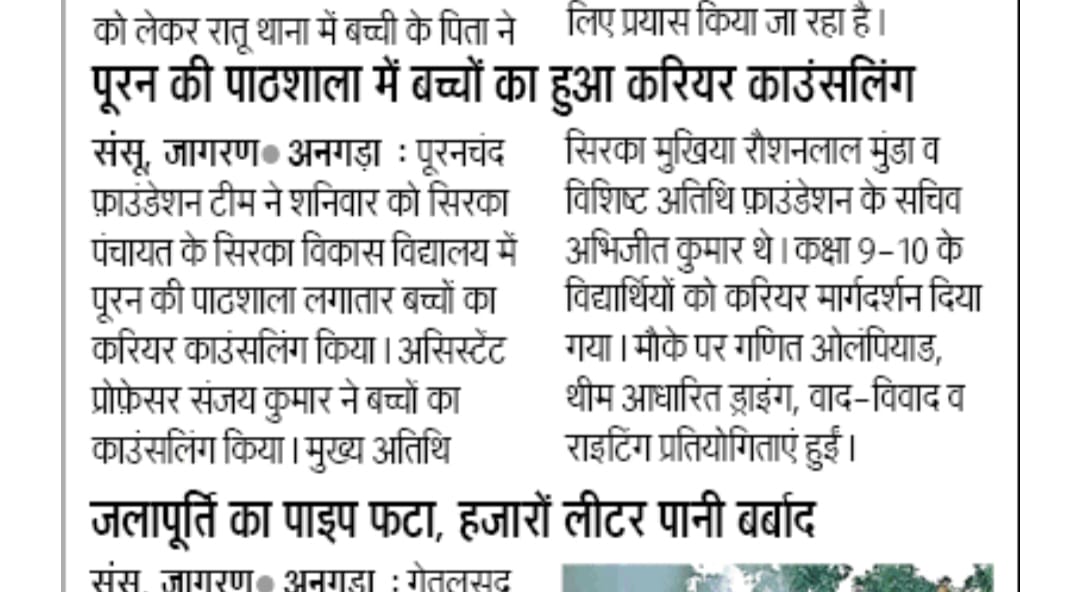 को लेकर रातू थाना में बच्ची के पिता ने
लिए प्रयास किया जा रहा है।
पूरन की पाठशाला में बच्चों का हुआ करियर काउंसलिंग
संसू, जागरण● अनगड़ा : पूरनचंद
फ़ाउंडेशन टीम ने शनिवार को सिरका
पंचायत के सिरका विकास विद्यालय में
पूरन की पाठशाला लगातार बच्चों का
करियर काउंसलिंग किया। असिस्टेंट
प्रोफ़ेसर संजय कुमार ने बच्चों का
काउंसलिंग किया। मुख्य अतिथि
सिरका मुखिया रौशनलाल मुंडा व
विशिष्ट अतिथि फ़ाउंडेशन के सचिव
अभिजीत कुमार थे। कक्षा 9-10 के
विद्यार्थियों को करियर मार्गदर्शन दिया
गया। मौके पर गणित ओलंपियाड,
थीम आधारित ड्राइंग, वाद-विवाद व
राइटिंग प्रतियोगिताएं हुईं।
जलापूर्ति का पाइप फटा, हजारों लीटर पानी बर्बाद
संसू, जागरण● अनगड़ा : गेतलसूद